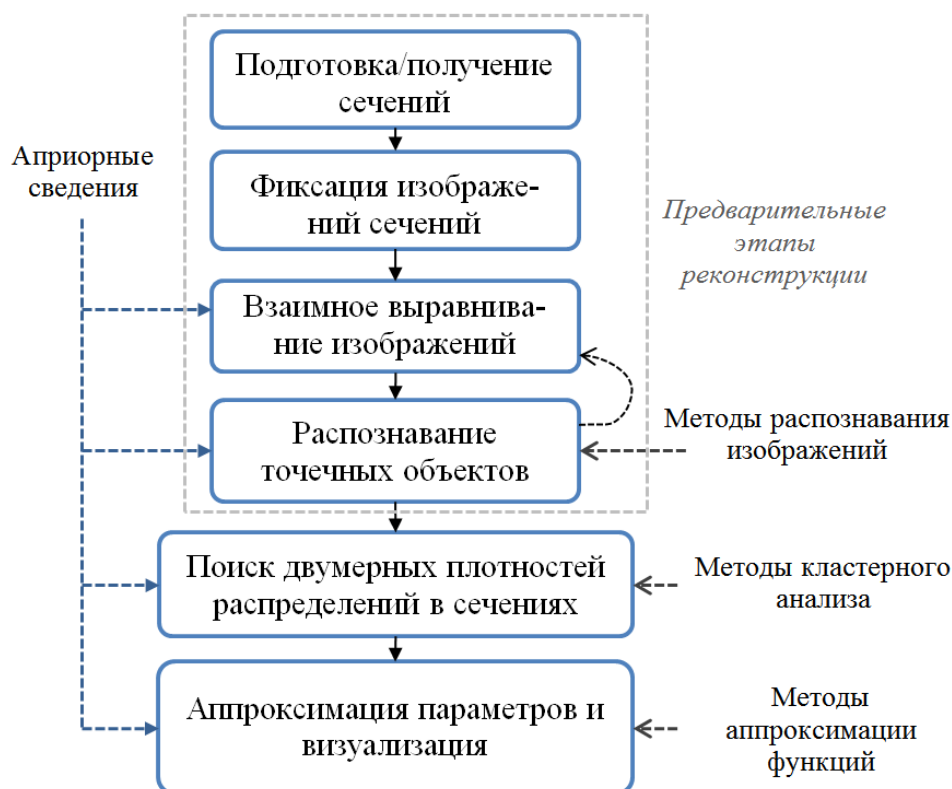 Подготовка/получение
сечений
Априорные
сведения
Фиксация изображе-
ний сечений
Предварительные
этапы
реконструкции
Взаимное выравнива-
ние изображений
Распознавание
точечных объектов
Методы распознавания
изображений
Поиск двумерных плотностей
распределений в сечениях
Методы кластерного
анализа
Аппроксимация параметров и
визуализация
Методы
аппроксимации
функций